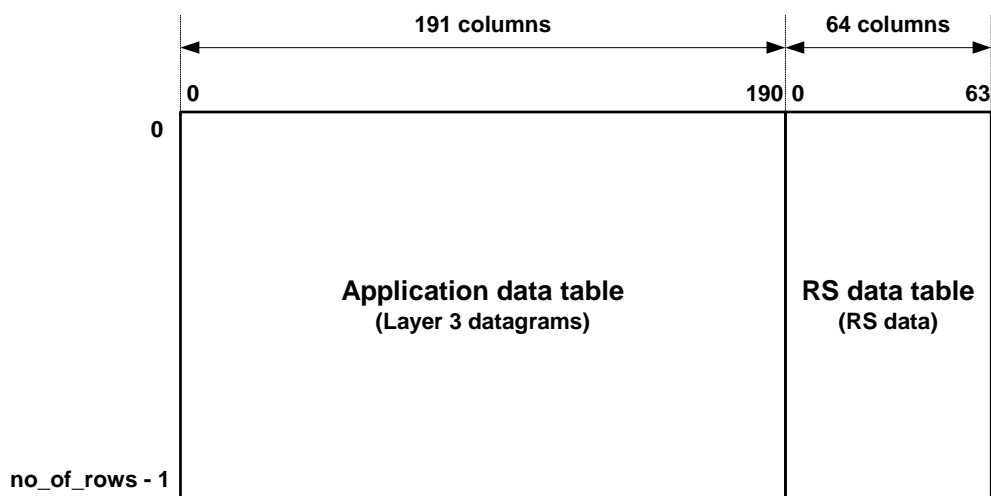 191 columns
64 columns
0
190
0
63
0
Application data table
(Layer 3 datagrams)
RS data table
(RS data)
no_of_rows - 1